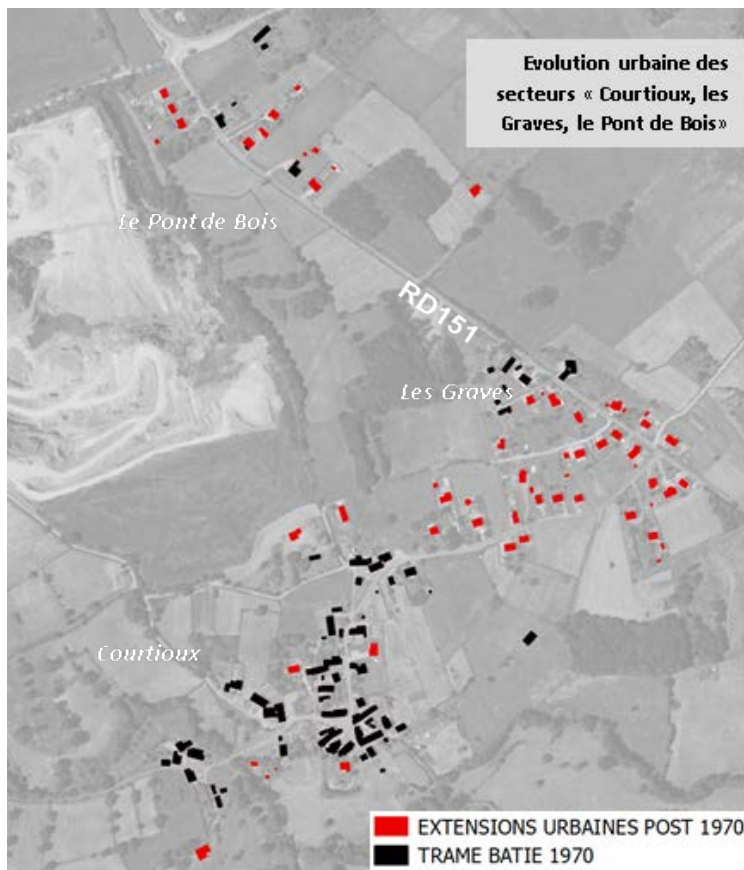 Evolution urbaine des
secteurs « Courtioux, les
Graves, le Pont de Bois»
Le Pont de Bois
RD151
Les Graves
Courtioux
EXTENSIONS URBAINES POST 1970
TRAME BATIE 1970